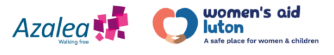 Azalea
Walking free
women's aid
luton
A safe place for women & children